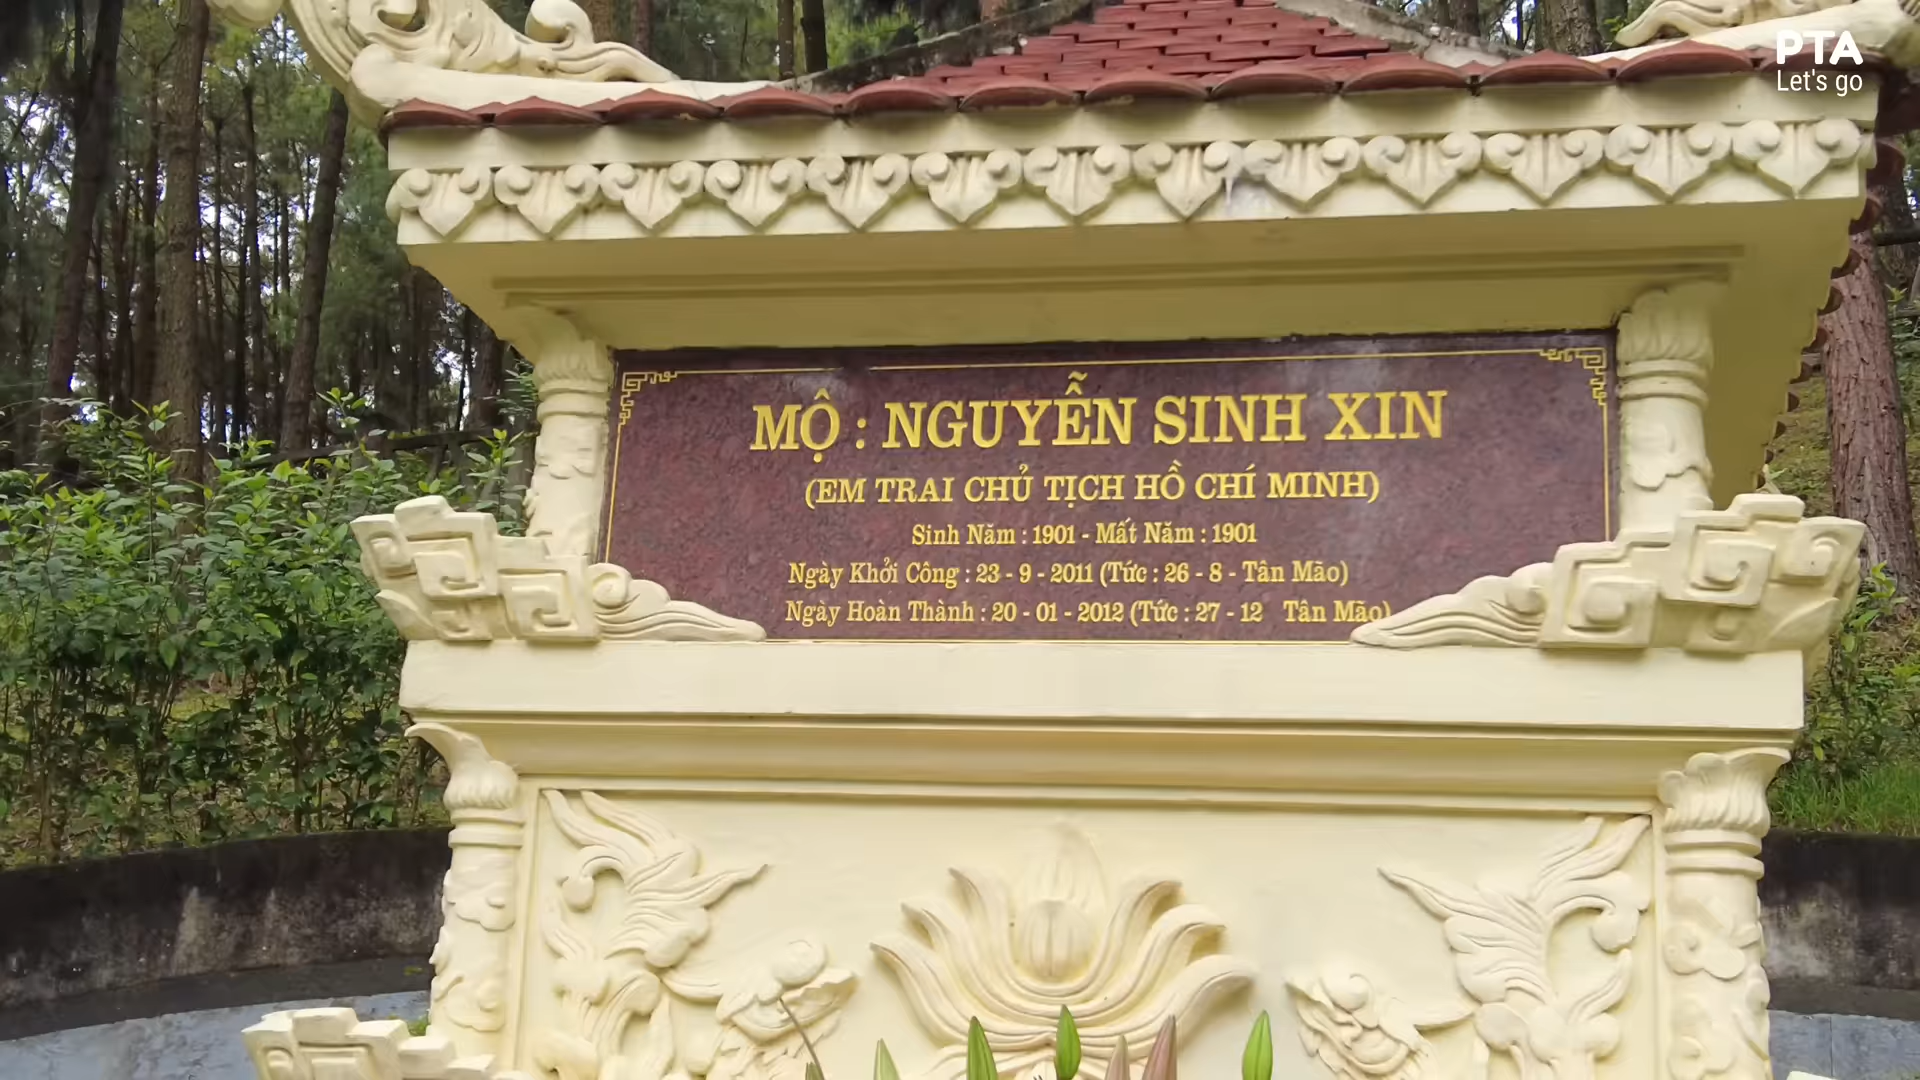 PTA
Let's go
MỘ : NGUYỄN SINH XIN
(EM TRAI CHỦ TỊCH HỒ CHÍ MINH)
Sinh Năm : 1901 - Mất Năm : 1901
Ngày Khởi Công : 23 - 9 - 2011 (Tức : 26 - 8 - Tân Mão)
Ngày Hoàn Thành : 20 - 01 - 2012 (Tức : 27 - 12 Tân Mão)